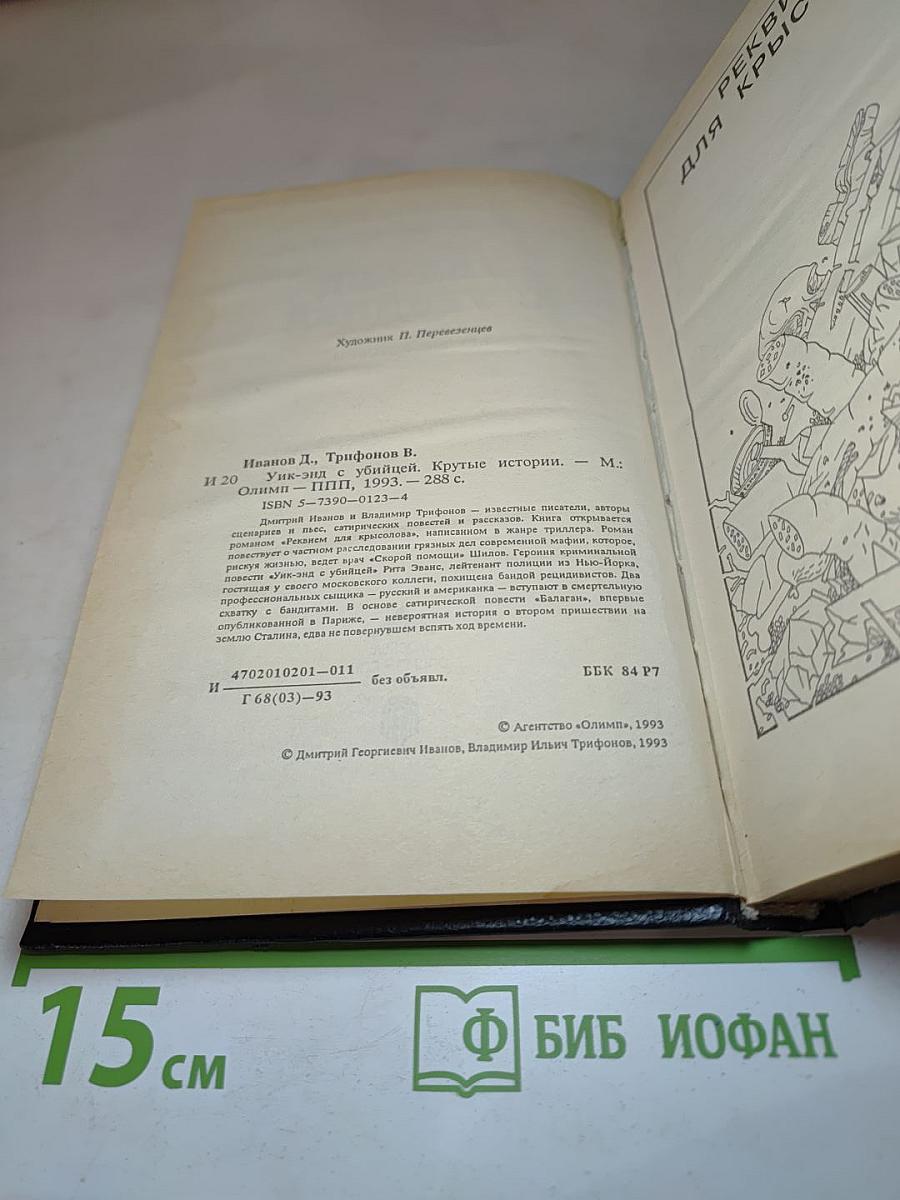 Художник П. Перевезенцев
Иванов Д., Трифонов В.
И 20 Уик-энд с убийцей. Крутые истории. — М.:
Олимп — ППП, 1993. — 288 с.
ISBN 5—7390—0123—4
Дмитрий Иванов и Владимир Трифонов — известные писатели, авторы
сценариев и пьес, сатирических повестей и рассказов. Книга открывается
романом «Реквием для крысолова», написанном в жанре триллера. Роман
повествует о частном расследовании грязных дел современной мафии, которое,
рискуя жизнью, ведет врач «Скорой помощи» Шилов. Героиня криминальной
повести «Уик-энд с убийцей» Рита Эванс, лейтенант полиции из Нью-Йорка,
гостящая у своего московского коллеги, похищена бандой рецидивистов. Два
профессиональных сыщика — русский и американка — вступают в смертельную
схватку с бандитами. В основе сатирической повести «Балаган», впервые
опубликованной в Париже, — невероятная история о втором пришествии на
землю Сталина, едва не повернувшем вспять ход времени.
И 4702010201—011 без объявл. ББК 84 Р7
Г 68(03)—93
© Агентство «Олимп», 1993
© Дмитрий Георгиевич Иванов, Владимир Ильич Трифонов, 1993
РЕКВИ
ДЛЯ КРЫС
15 см
Ф БИБ ИОФАН